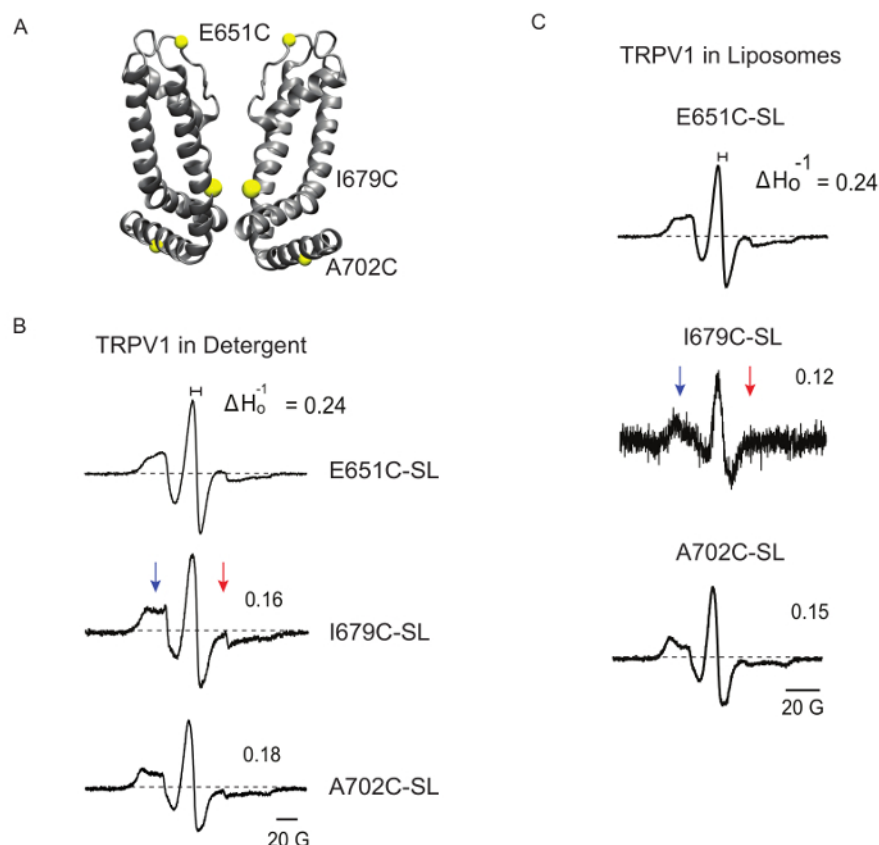 A
E651C
I679C
A702C
B
TRPV1 in Detergent
ΔHo⁻¹ = 0.24
E651C-SL
0.16
I679C-SL
0.18
A702C-SL
20 G
C
TRPV1 in Liposomes
E651C-SL
ΔHo⁻¹ = 0.24
I679C-SL
0.12
A702C-SL
0.15
20 G